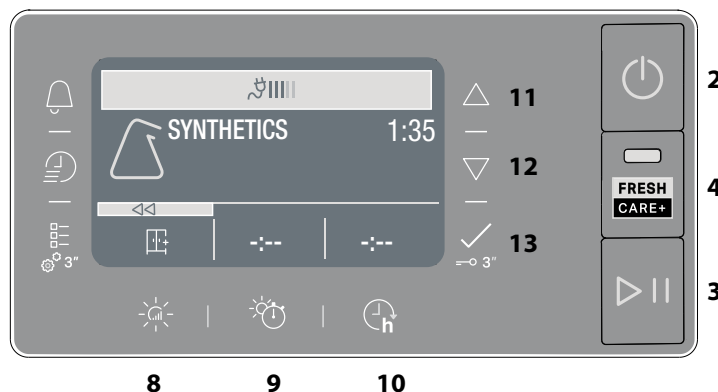 2
11
SYNTHETICS 1:35
12
FRESH
CARE+
4
-:-- -:--
3" 13
3"
3
h
8 9 10